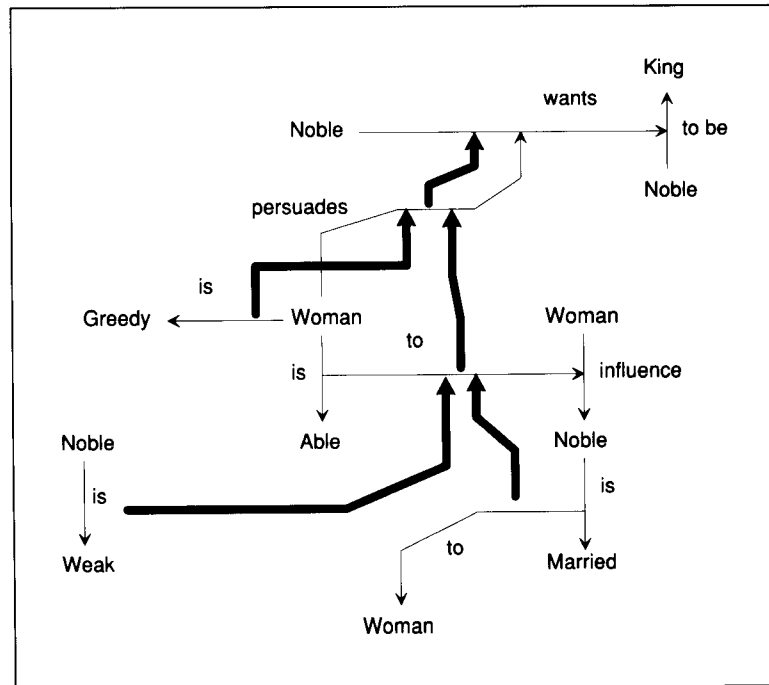 King
wants
Noble
to be
Noble
persuades
is
Greedy
Woman
Woman
to
is
influence
Able
Noble
Noble
is
is
Weak
to
Married
Woman